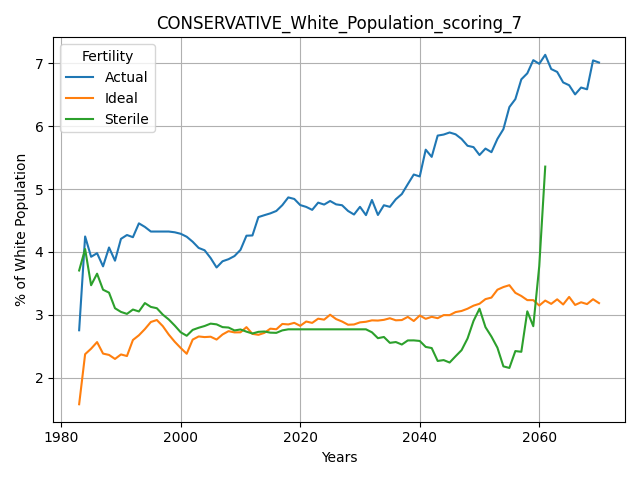 CONSERVATIVE_White_Population_scoring_7
Fertility
Actual
Ideal
Sterile
% of White Population
7
6
5
4
3
2
1980
2000
2020
2040
2060
Years